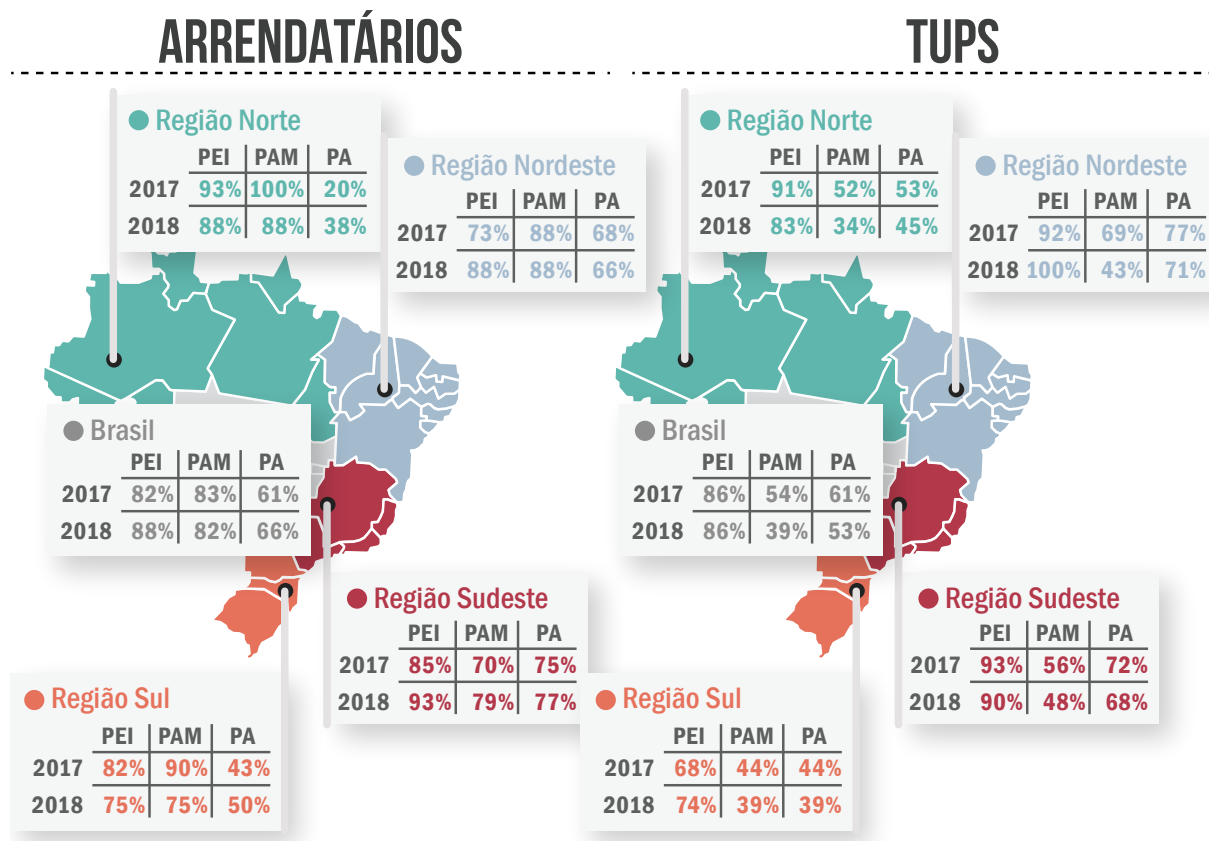 ARRENDATÁRIOS
Região Norte
PEI PAM PA
2017 93% 100% 20%
2018 88% 88% 38%
Região Nordeste
PEI PAM PA
2017 73% 88% 68%
2018 88% 88% 66%
Brasil
PEI PAM PA
2017 82% 83% 61%
2018 88% 82% 66%
Região Sudeste
PEI PAM PA
2017 85% 70% 75%
2018 93% 79% 77%
Região Sul
PEI PAM PA
2017 82% 90% 43%
2018 75% 75% 50%
TUPS
Região Norte
PEI PAM PA
2017 91% 52% 53%
2018 83% 34% 45%
Região Nordeste
PEI PAM PA
2017 92% 69% 77%
2018 100% 43% 71%
Brasil
PEI PAM PA
2017 86% 54% 61%
2018 86% 39% 53%
Região Sudeste
PEI PAM PA
2017 93% 56% 72%
2018 90% 48% 68%
Região Sul
PEI PAM PA
2017 68% 44% 44%
2018 74% 39% 39%